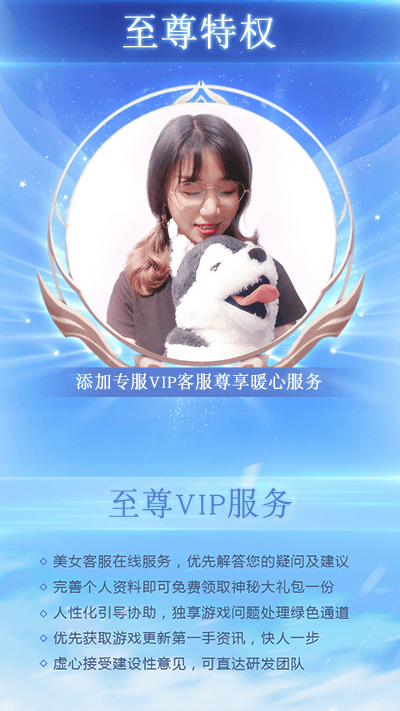 至尊特权
添加专服VIP客服尊享暖心服务
至尊VIP服务
美女客服在线服务，优先解答您的疑问及建议
完善个人资料即可免费领取神秘大礼包一份
人性化引导协助，独享游戏问题处理绿色通道
优先获取游戏更新第一手资讯，快人一步
虚心接受建设性意见，可直达研发团队